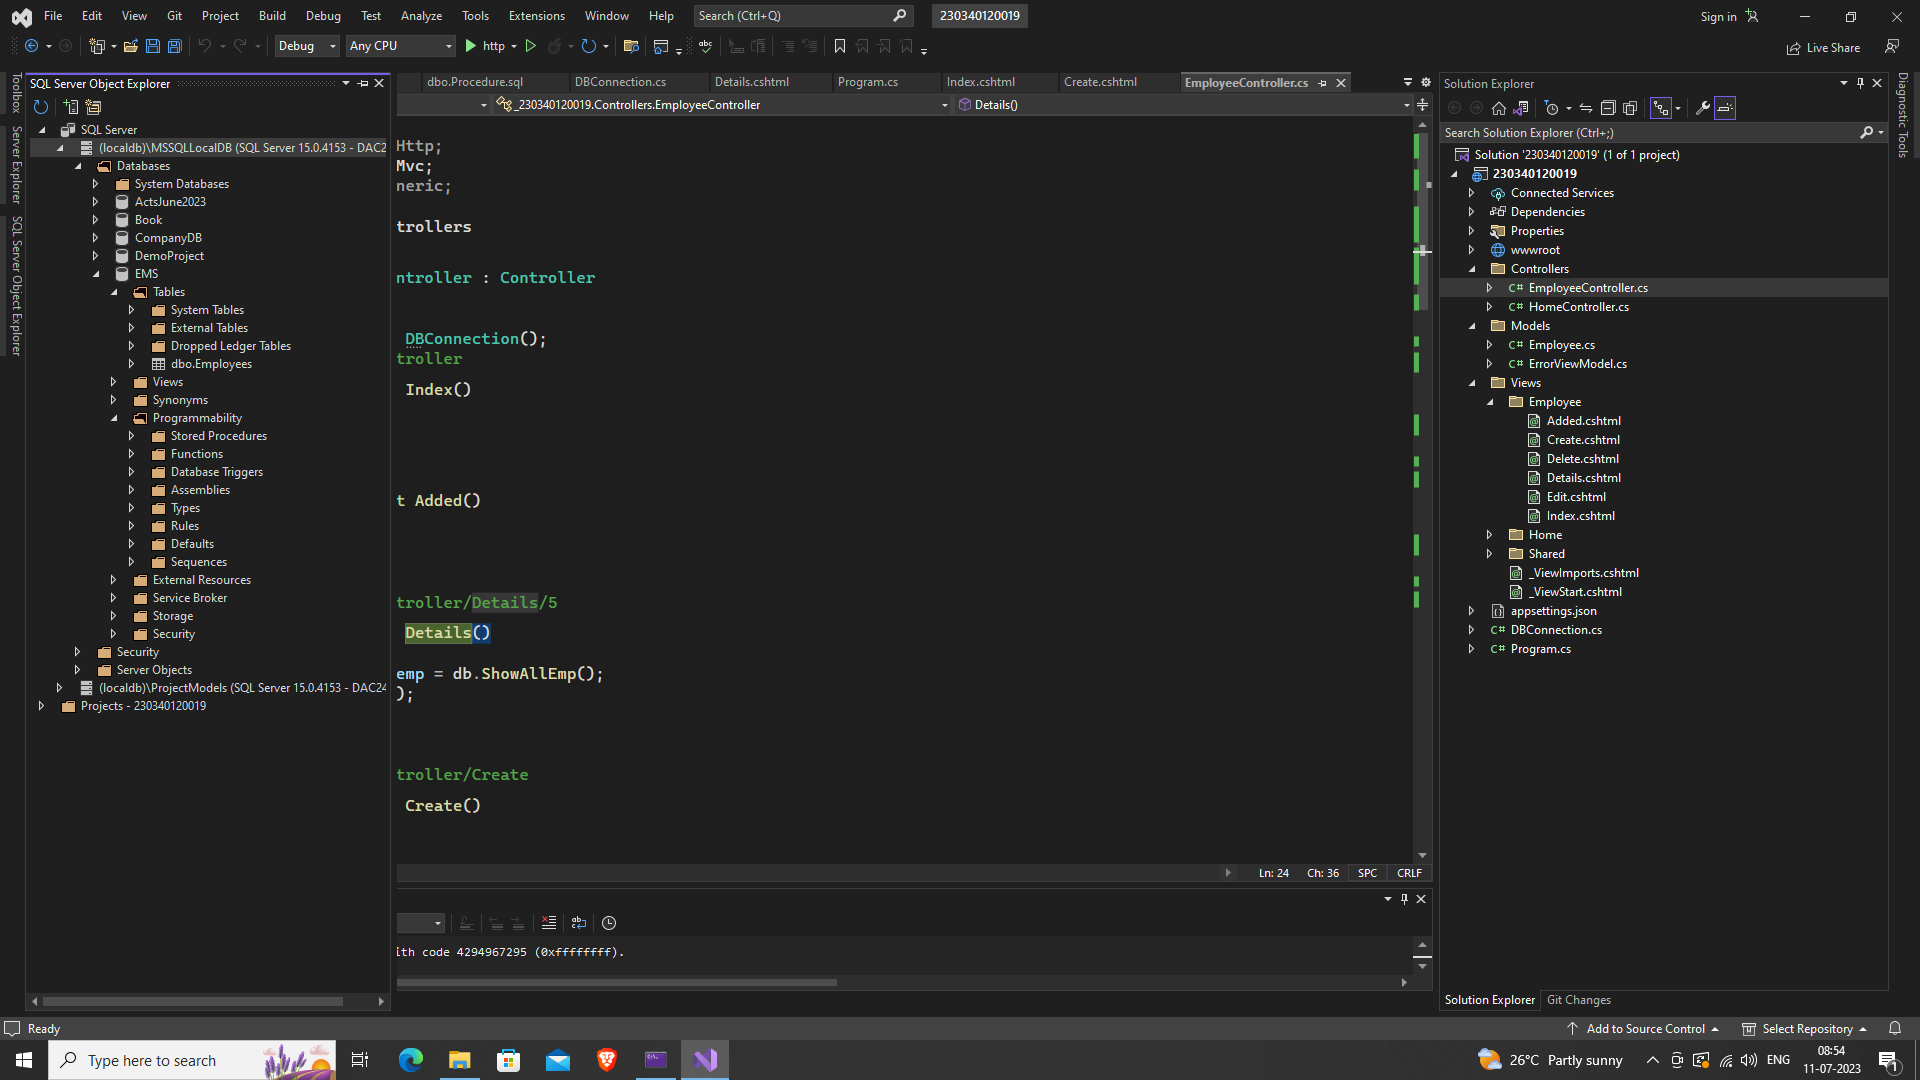 File Edit View Git Project Build Debug Test Analyze Tools Extensions Window Help Search (Ctrl+Q) 230340120019 Sign in
Debug Any CPU http Live Share
Toolbox
Server Explorer
SQL Server Object Explorer
SQL Server Object Explorer
SQL Server
(localdb)\MSSQLLocalDB (SQL Server 15.0.4153 - DAC2
Databases
System Databases
ActsJune2023
Book
CompanyDB
DemoProject
EMS
Tables
System Tables
External Tables
Dropped Ledger Tables
dbo.Employees
Views
Synonyms
Programmability
Stored Procedures
Functions
Database Triggers
Assemblies
Types
Rules
Defaults
Sequences
External Resources
Service Broker
Storage
Security
Security
Server Objects
(localdb)\ProjectModels (SQL Server 15.0.4153 - DAC24
Projects - 230340120019
dbo.Procedure.sql DBConnection.cs Details.cshtml Program.cs Index.cshtml Create.cshtml EmployeeController.cs
_230340120019.Controllers.EmployeeController Details()
Http;
Mvc;
neric;
trollers
ntroller : Controller
DBConnection();
troller
Index()
t Added()
troller/Details/5
Details()
emp = db.ShowAllEmp();
);
troller/Create
Create()
Ln: 24 Ch: 36 SPC CRLF
ith code 4294967295 (0xffffffff).
Solution Explorer
Search Solution Explorer (Ctrl+;)
Solution '230340120019' (1 of 1 project)
230340120019
Connected Services
Dependencies
Properties
wwwroot
Controllers
C# EmployeeController.cs
C# HomeController.cs
Models
C# Employee.cs
C# ErrorViewModel.cs
Views
Employee
Added.cshtml
Create.cshtml
Delete.cshtml
Details.cshtml
Edit.cshtml
Index.cshtml
Home
Shared
_ViewImports.cshtml
_ViewStart.cshtml
appsettings.json
C# DBConnection.cs
C# Program.cs
Solution Explorer Git Changes
Diagnostic Tools
Ready Add to Source Control Select Repository
Type here to search 26°C Partly sunny ENG 08:54
11-07-2023 1